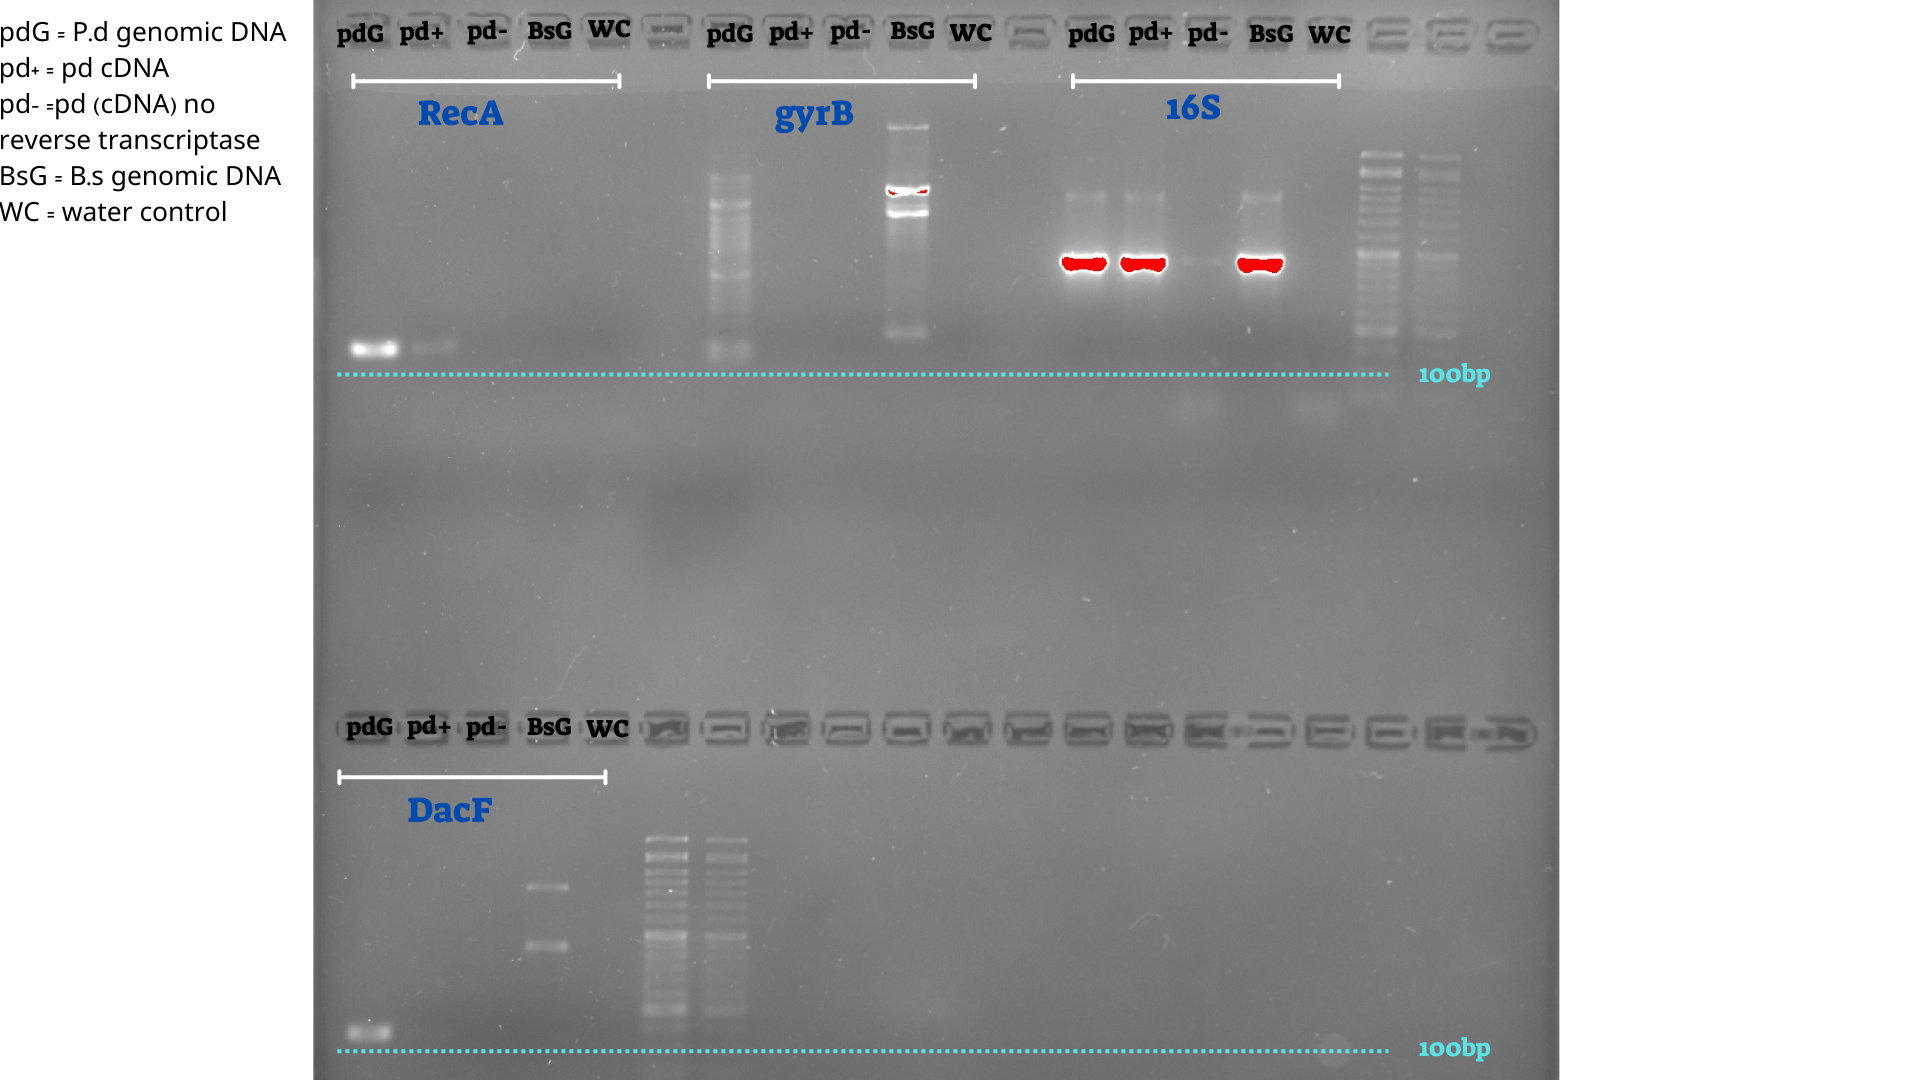 pdG = P.d genomic DNA
pd+ = pd cDNA
pd- =pd (cDNA) no
reverse transcriptase
BsG = B.s genomic DNA
WC = water control
pdG pd+ pd- BsG WC pdG pd+ pd- BsG WC pdG pd+ pd- BsG WC
RecA gyrB 16S
100bp
pdG pd+ pd- BsG WC
DacF
100bp